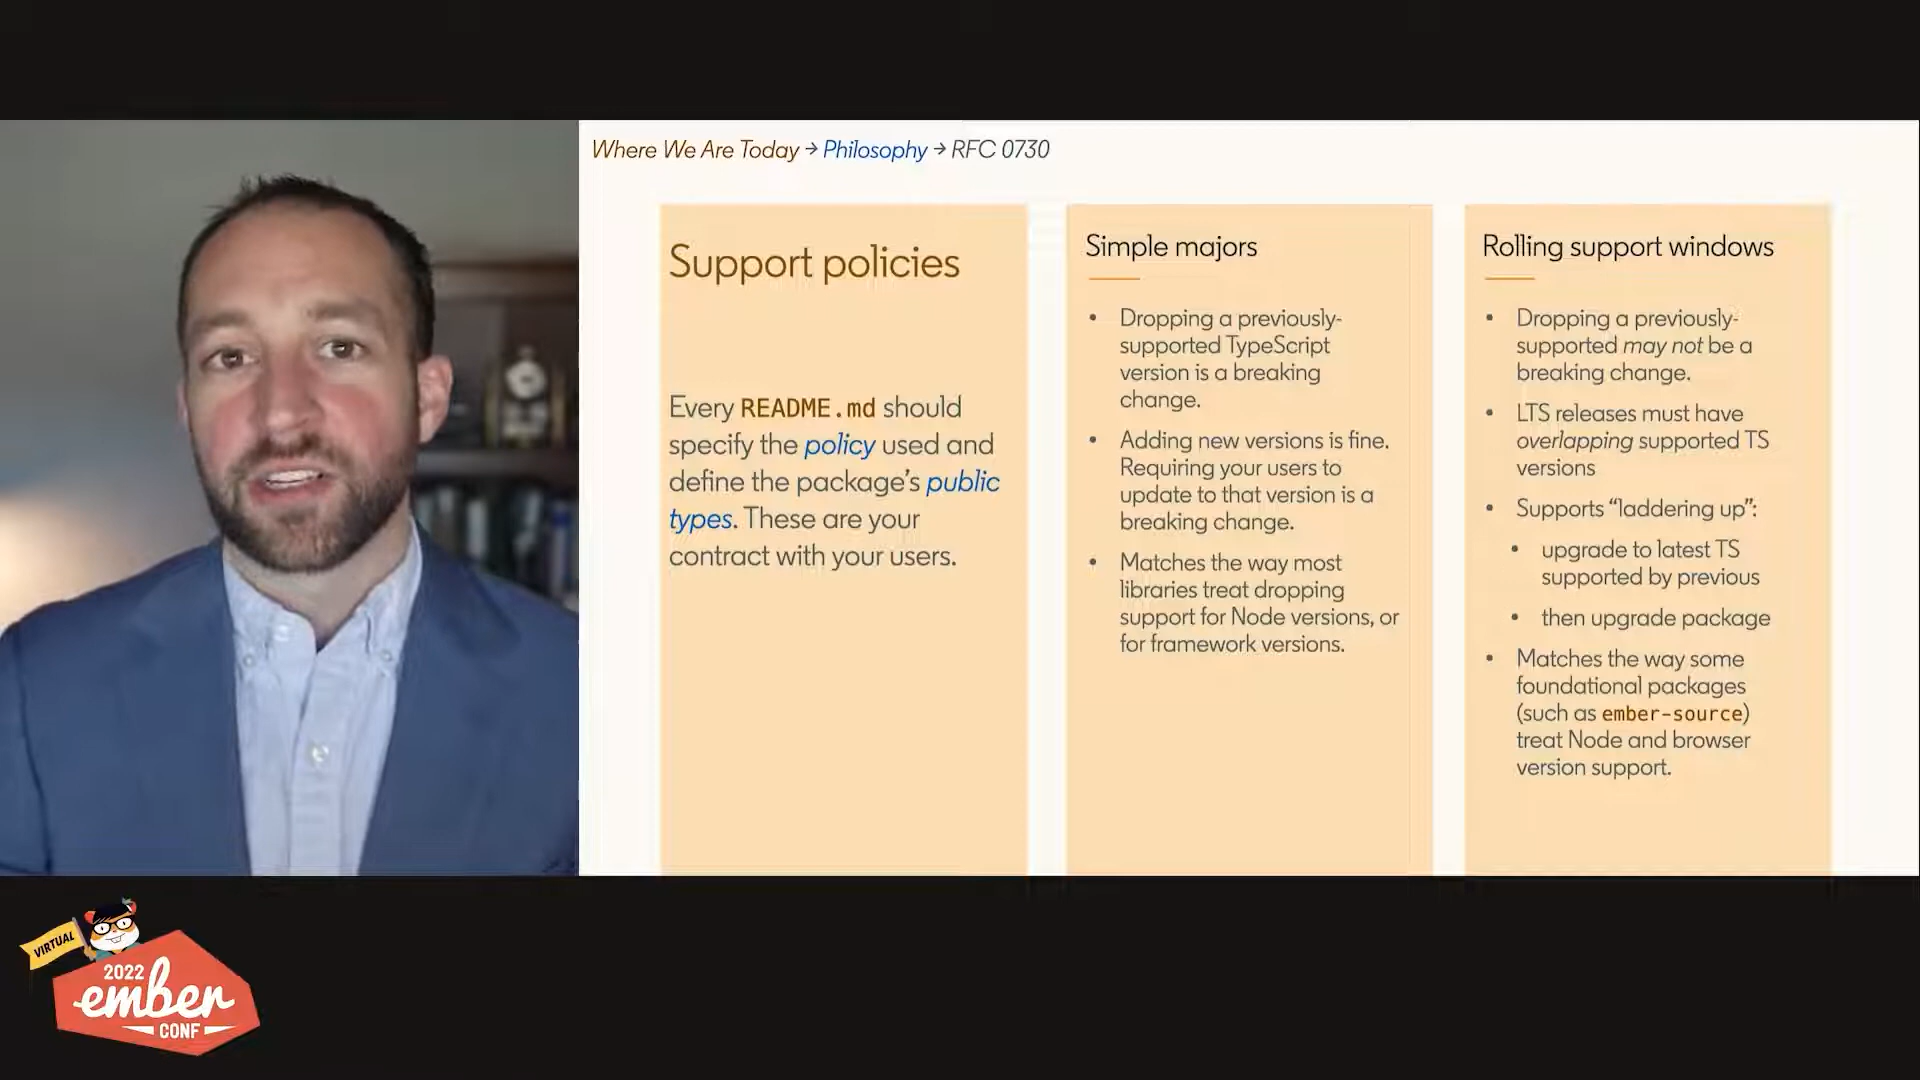 Where We Are Today → Philosophy → RFC 0730
Support policies
Every README.md should
specify the policy used and
define the package’s public
types. These are your
contract with your users.
Simple majors
• Dropping a previously-
supported TypeScript
version is a breaking
change.
• Adding new versions is fine.
Requiring your users to
update to that version is a
breaking change.
• Matches the way most
libraries treat dropping
support for Node versions, or
for framework versions.
Rolling support windows
• Dropping a previously-
supported may not be a
breaking change.
• LTS releases must have
overlapping supported TS
versions
• Supports “laddering up”:
• upgrade to latest TS
supported by previous
• then upgrade package
• Matches the way some
foundational packages
(such as ember-source)
treat Node and browser
version support.
VIRTUAL
2022
ember
CONF